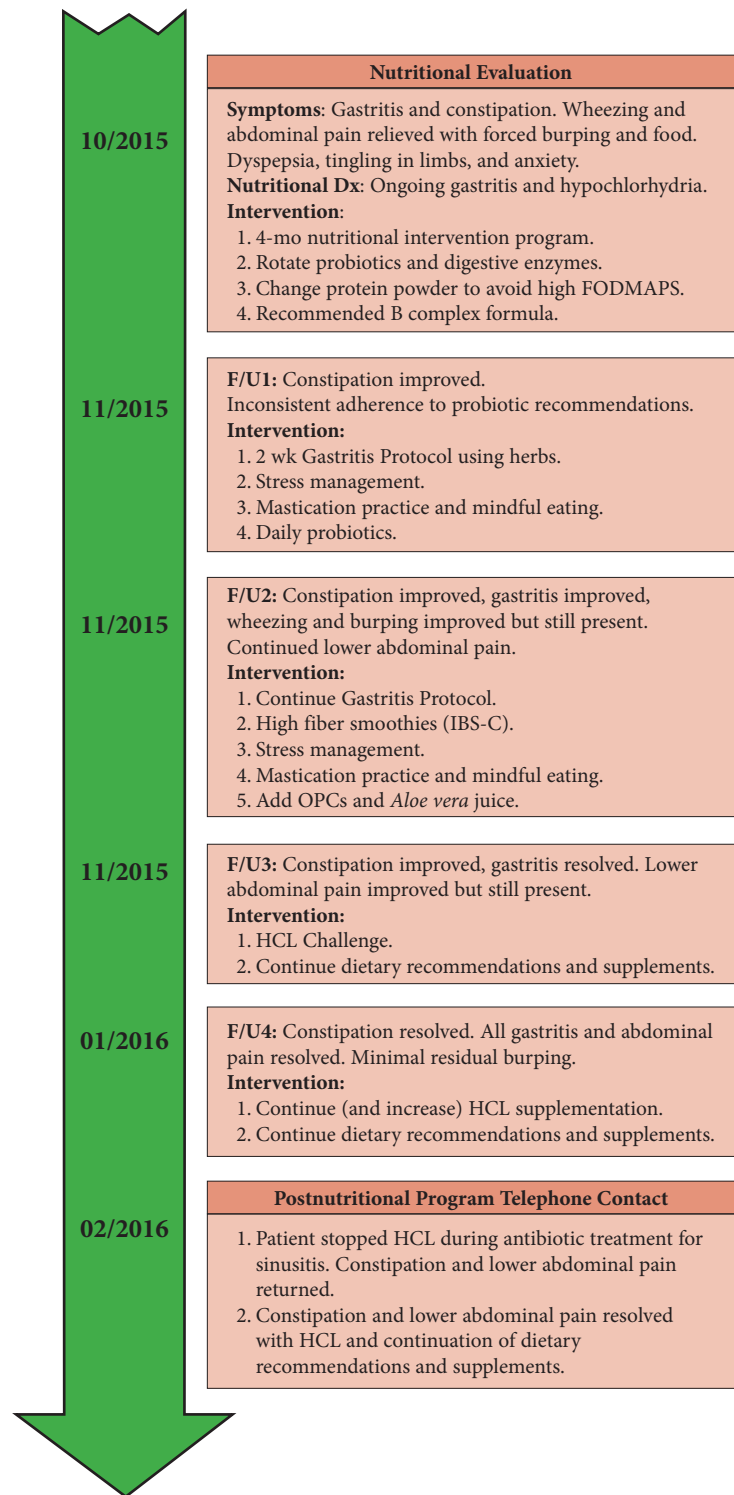 10/2015
Nutritional Evaluation
Symptoms: Gastritis and constipation. Wheezing and
abdominal pain relieved with forced burping and food.
Dyspepsia, tingling in limbs, and anxiety.
Nutritional Dx: Ongoing gastritis and hypochlorhydria.
Intervention:
1. 4-mo nutritional intervention program.
2. Rotate probiotics and digestive enzymes.
3. Change protein powder to avoid high FODMAPS.
4. Recommended B complex formula.
11/2015
F/U1: Constipation improved.
Inconsistent adherence to probiotic recommendations.
Intervention:
1. 2 wk Gastritis Protocol using herbs.
2. Stress management.
3. Mastication practice and mindful eating.
4. Daily probiotics.
11/2015
F/U2: Constipation improved, gastritis improved,
wheezing and burping improved but still present.
Continued lower abdominal pain.
Intervention:
1. Continue Gastritis Protocol.
2. High fiber smoothies (IBS-C).
3. Stress management.
4. Mastication practice and mindful eating.
5. Add OPCs and Aloe vera juice.
11/2015
F/U3: Constipation improved, gastritis resolved. Lower
abdominal pain improved but still present.
Intervention:
1. HCL Challenge.
2. Continue dietary recommendations and supplements.
01/2016
F/U4: Constipation resolved. All gastritis and abdominal
pain resolved. Minimal residual burping.
Intervention:
1. Continue (and increase) HCL supplementation.
2. Continue dietary recommendations and supplements.
02/2016
Postnutritional Program Telephone Contact
1. Patient stopped HCL during antibiotic treatment for
sinusitis. Constipation and lower abdominal pain
returned.
2. Constipation and lower abdominal pain resolved
with HCL and continuation of dietary
recommendations and supplements.